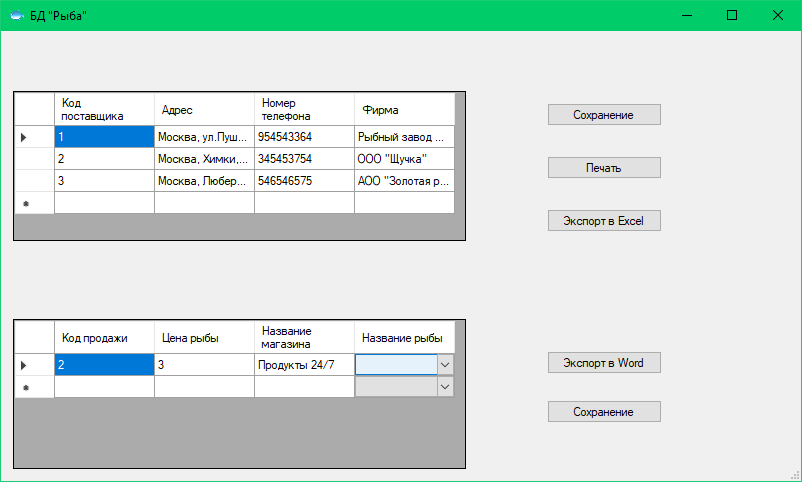 БД "Рыба"
Код поставщика Адрес Номер телефона Фирма
1 Москва, ул.Пуш... 954543364 Рыбный завод ...
2 Москва, Химки,... 345453754 ООО "Щучка"
3 Москва, Любер... 546546575 АОО "Золотая р...
Сохранение
Печать
Экспорт в Excel
Код продажи Цена рыбы Название магазина Название рыбы
2 3 Продукты 24/7
Экспорт в Word
Сохранение